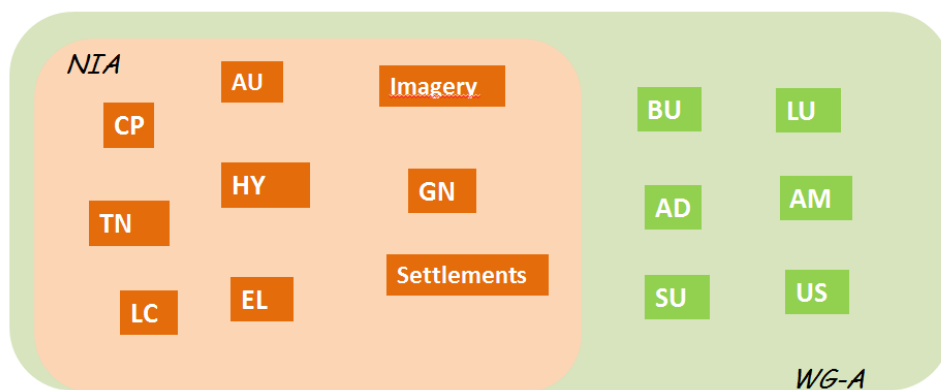 NIA
AU
Imagery
CP
BU
LU
HY
GN
AM
TN
AD
Settlements
LC
EL
SU
US
WG-A